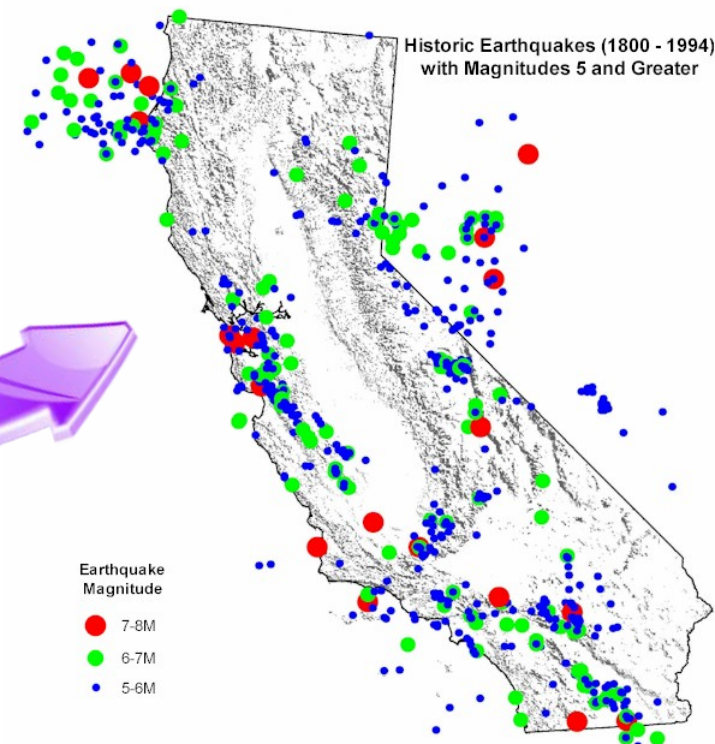 Historic Earthquakes (1800 - 1994)
with Magnitudes 5 and Greater
Earthquake
Magnitude
7-8M
6-7M
5-6M